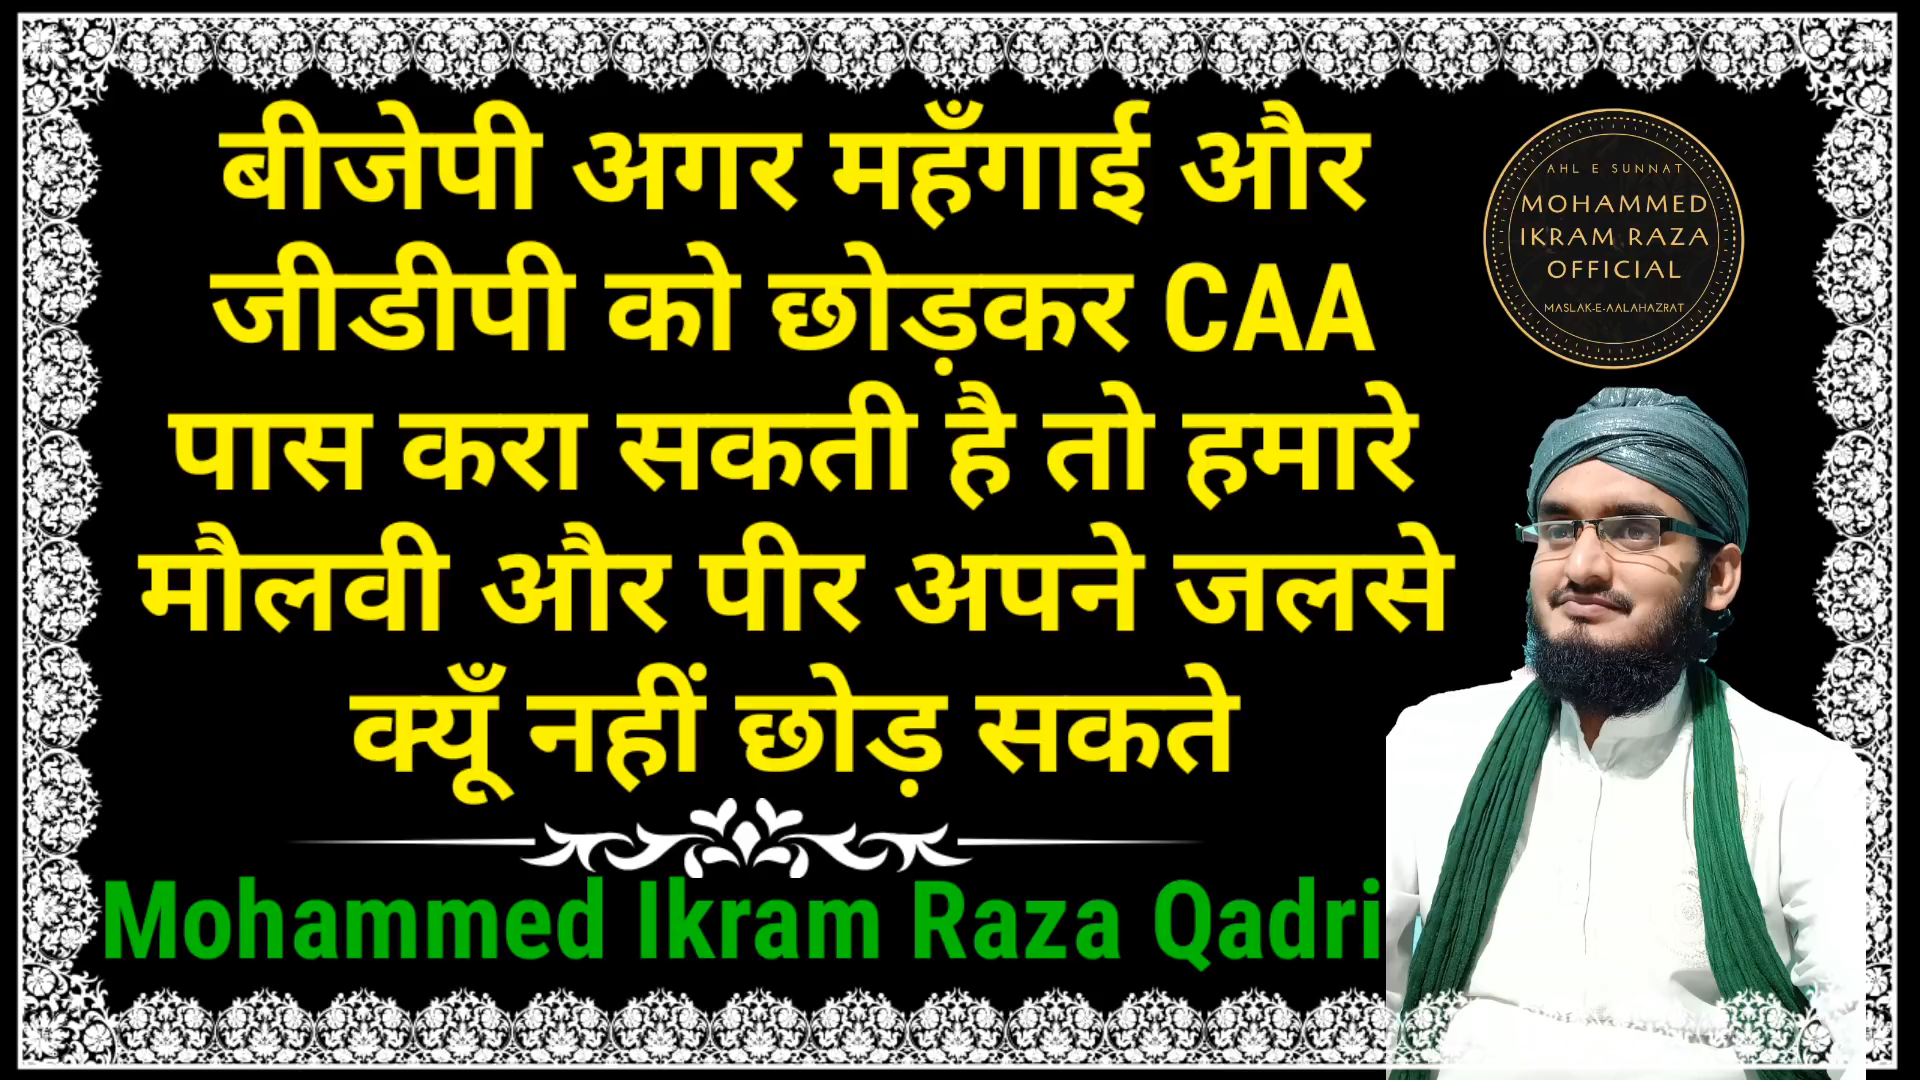 बीजेपी अगर महँगाई और
जीडीपी को छोड़कर CAA
पास करा सकती है तो हमारे
मौलवी और पीर अपने जलसे
क्यूँ नहीं छोड़ सकते
Mohammed Ikram Raza Qadri
AHL E SUNNAT
MOHAMMED
IKRAM RAZA
OFFICIAL
MASLAK-E-AALAHAZRAT